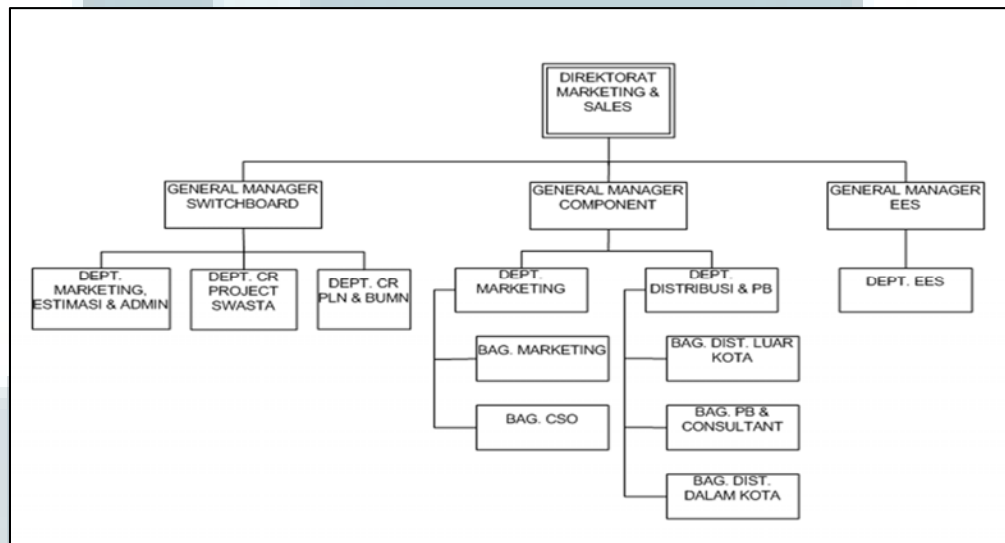 DIREKTORAT
MARKETING &
SALES
GENERAL MANAGER
SWITCHBOARD
GENERAL MANAGER
COMPONENT
GENERAL MANAGER
EES
DEPT.
MARKETING,
ESTIMASI & ADMIN
DEPT. CR
PROJECT
SWASTA
DEPT. CR
PLN & BUMN
DEPT.
MARKETING
DEPT.
DISTRIBUSI & PB
DEPT. EES
BAG. MARKETING
BAG. DIST. LUAR
KOTA
BAG. CSO
BAG. PB &
CONSULTANT
BAG. DIST.
DALAM KOTA